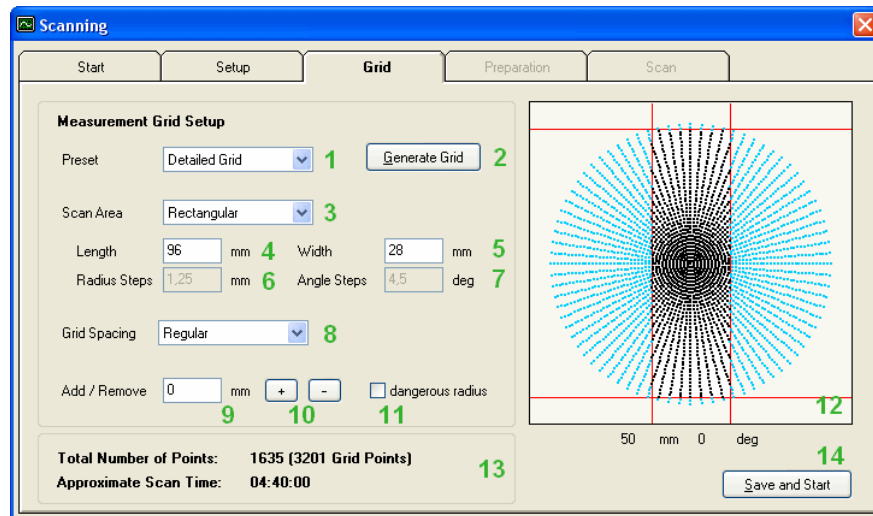 Scanning
Start Setup Grid Preparation Scan
Measurement Grid Setup
Preset Detailed Grid 1 Generate Grid 2
Scan Area Rectangular 3
Length 96 mm 4 Width 28 mm 5
Radius Steps 1,25 mm 6 Angle Steps 4,5 deg 7
Grid Spacing Regular 8
Add / Remove 0 mm + - dangerous radius
9 10 11 12
50 mm 0 deg
Total Number of Points: 1635 (3201 Grid Points)
Approximate Scan Time: 04:40:00
13 14
Save and Start